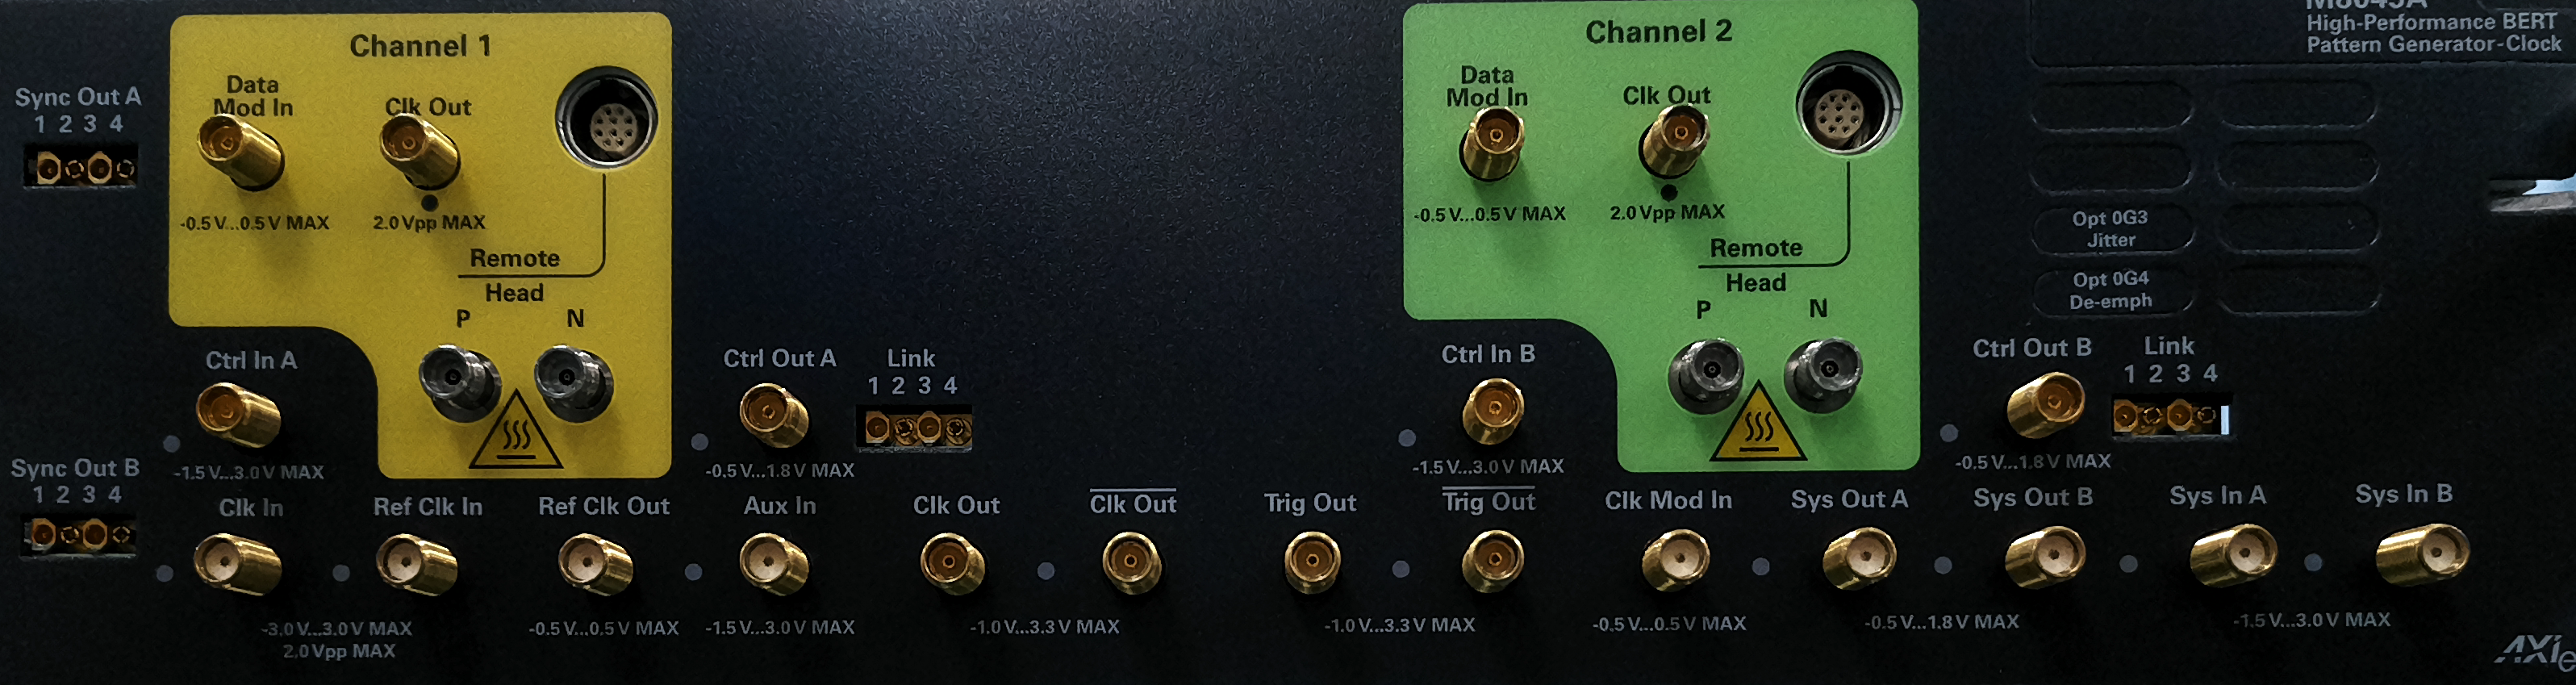 M8045A
High-Performance BERT
Pattern Generator-Clock
Channel 1
Data
Mod In
Clk Out
-0.5 V...0.5 V MAX
2.0 Vpp MAX
Remote
Head
P N
Sync Out A
1 2 3 4
Channel 2
Data
Mod In
Clk Out
-0.5 V...0.5 V MAX
2.0 Vpp MAX
Remote
Head
P N
Opt 0G3
Jitter
Opt 0G4
De-emph
Ctrl In A
-1.5 V...3.0 V MAX
Ctrl Out A
-0.5 V...1.8 V MAX
Link
1 2 3 4
Ctrl In B
-1.5 V...3.0 V MAX
Ctrl Out B
-0.5 V...1.8 V MAX
Link
1 2 3 4
Sync Out B
1 2 3 4
Clk In
Ref Clk In
Ref Clk Out
Aux In
Clk Out
Clk Out
Trig Out
Trig Out
Clk Mod In
Sys Out A
Sys Out B
Sys In A
Sys In B
-3.0 V...3.0 V MAX
2.0 Vpp MAX
-0.5 V...0.5 V MAX
-1.5 V...3.0 V MAX
-1.0 V...3.3 V MAX
-1.0 V...3.3 V MAX
-0.5 V...0.5 V MAX
-0.5 V...1.8 V MAX
-1.5 V...3.0 V MAX
AXIe